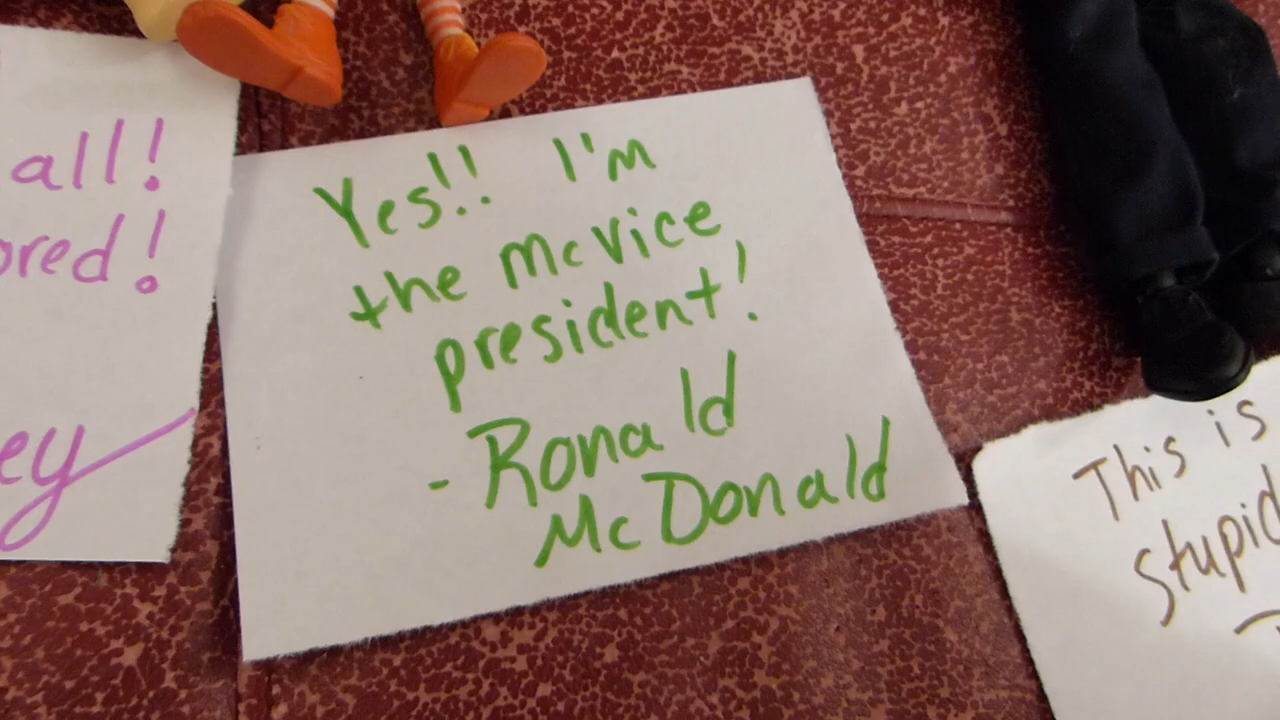 all!
ored!
ey
Yes!! I'm
the mcvice
president!
- Ronald
McDonald
This is
stupid